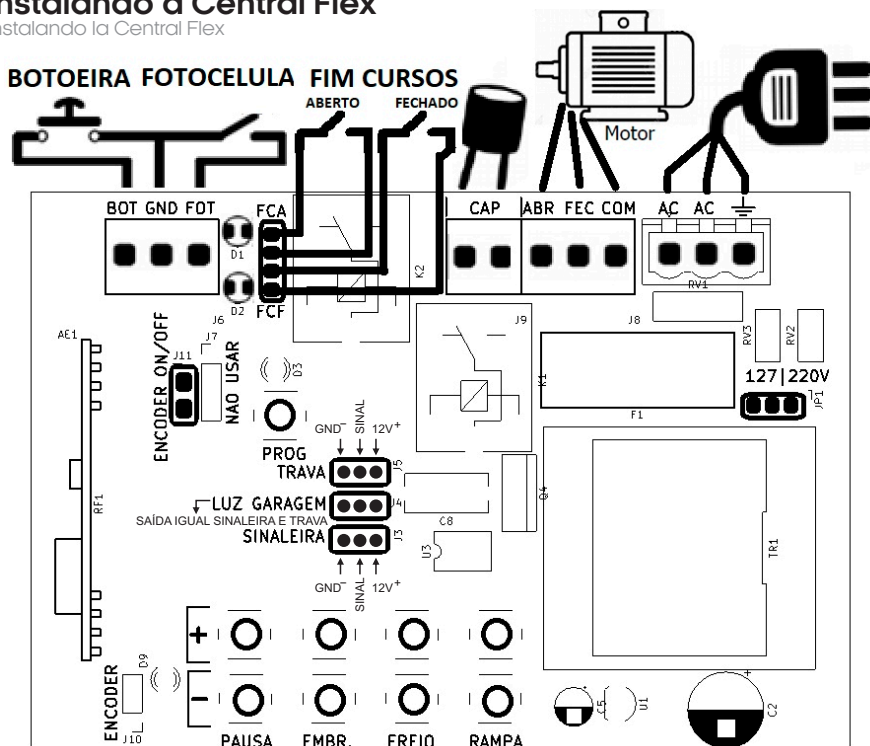 nstalando a Central Flex
nstalando la Central Flex
BOTOEIRA FOTOCELULA FIM CURSOS
ABERTO FECHADO
Motor
BOT GND FOT
FCA
CAP
ABR FEC COM
AC AC
D1
K2
D2
FCF
RV1
J6
J9
J8
AE1
J7
J11
ENCODER ON/OFF
NAO USAR
D3
RV3
RV2
K1
127|220V
F1
JP1
GND- SINAL 12V+
PROG
TRAVA
J5
LUZ GARAGEM
J4
SAÍDA IGUAL SINALEIRA E TRAVA
SINALEIRA
J3
C8
Q4
RF1
U3
TR1
GND- SINAL 12V+
+
-
D9
ENCODER
J10
C5
U1
C2
+
PAUSA EMBR. FREIO RAMPA